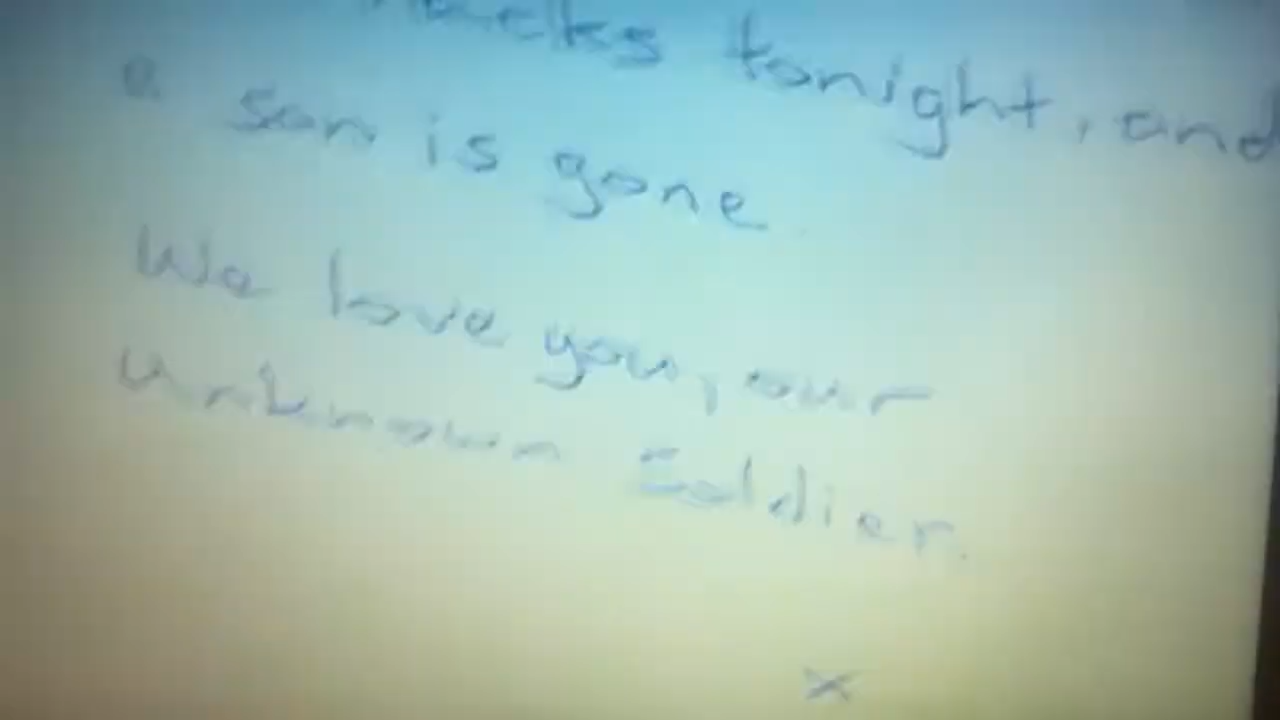 tonight, and
a son is gone.
We love you, our
Unknown Soldier.
x